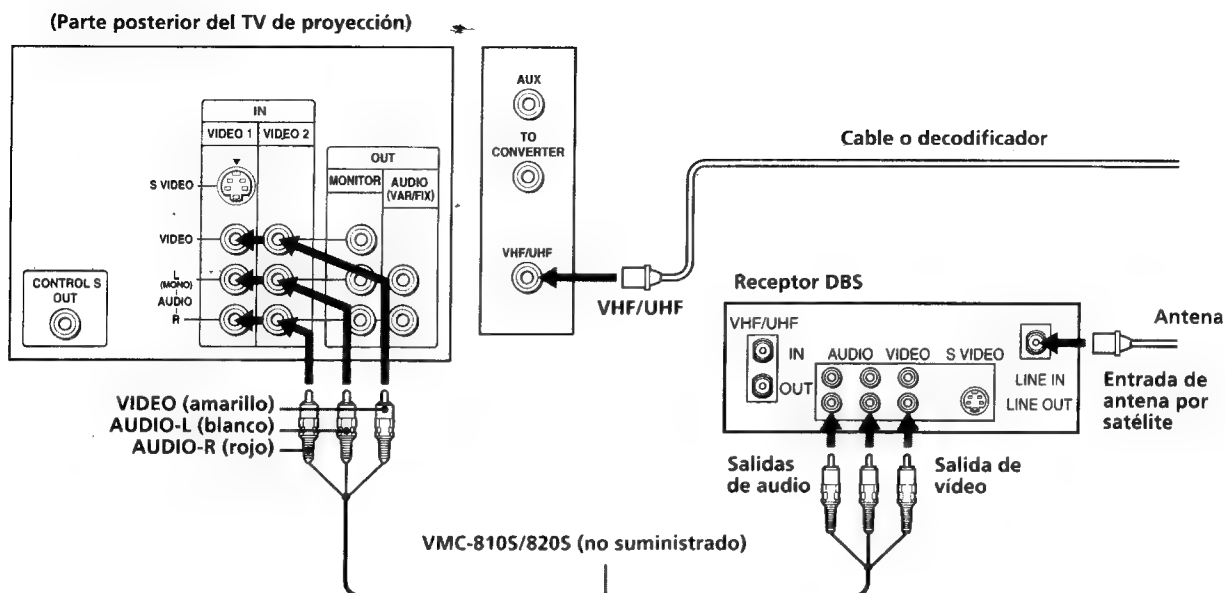 (Parte posterior del TV de proyección)
AUX
TO
CONVERTER
VHF/UHF
IN
VIDEO 1 VIDEO 2
OUT
MONITOR AUDIO
(VAR/FIX)
S VIDEO
VIDEO
L
(MONO)
AUDIO
R
CONTROL S
OUT
Cable o decodificador
VHF/UHF
Receptor DBS
VHF/UHF
IN
OUT
AUDIO VIDEO S VIDEO
LINE IN
LINE OUT
Antena
Entrada de
antena por
satélite
VIDEO (amarillo)
AUDIO-L (blanco)
AUDIO-R (rojo)
Salidas
de audio
Salida de
vídeo
VMC-810S/820S (no suministrado)